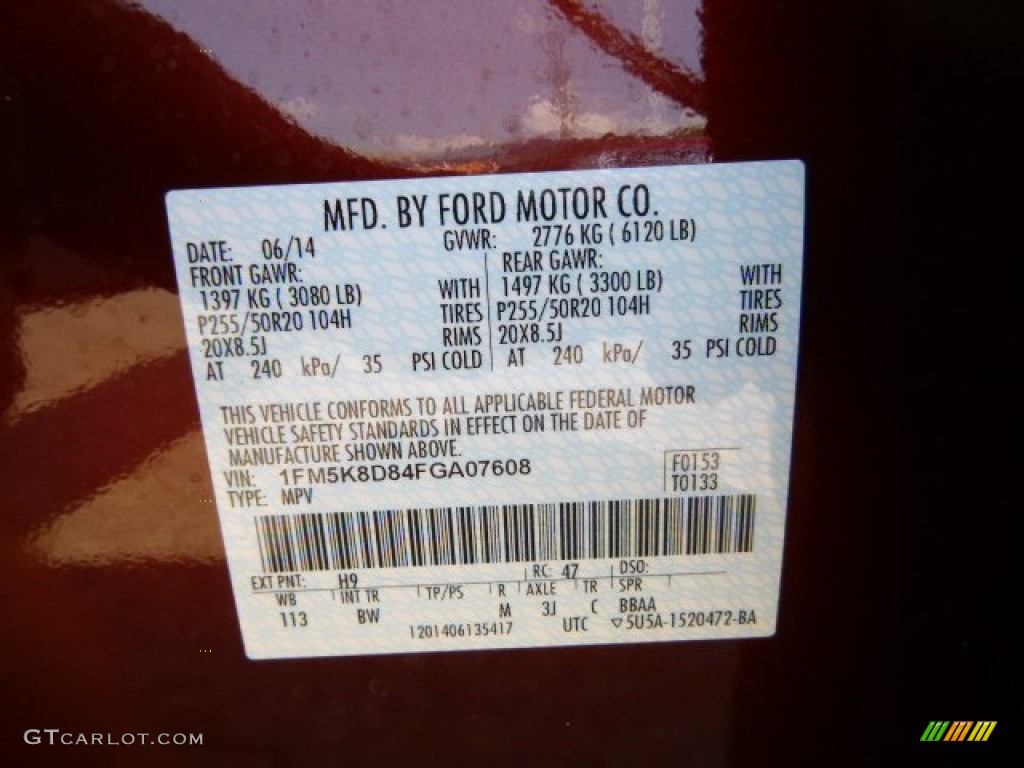 MFD. BY FORD MOTOR CO.
DATE: 06/14 GVWR: 2776 KG ( 6120 LB)
FRONT GAWR: REAR GAWR:
1397 KG ( 3080 LB) WITH 1497 KG ( 3300 LB) WITH
P255/50R20 104H TIRES P255/50R20 104H TIRES
20X8.5J RIMS 20X8.5J RIMS
AT 240 kPa/ 35 PSI COLD AT 240 kPa/ 35 PSI COLD
THIS VEHICLE CONFORMS TO ALL APPLICABLE FEDERAL MOTOR
VEHICLE SAFETY STANDARDS IN EFFECT ON THE DATE OF
MANUFACTURE SHOWN ABOVE.
VIN: 1FM5K8D84FGA07608 F0153
TYPE: MPV T0133
EXT PNT: H9 RC: 47 DSO:
WB INT TR TP/PS R AXLE TR SPR
113 BW M 3J C BBAA
1201406135417 UTC ▽5U5A-1520472-BA
GTCARLOT.COM